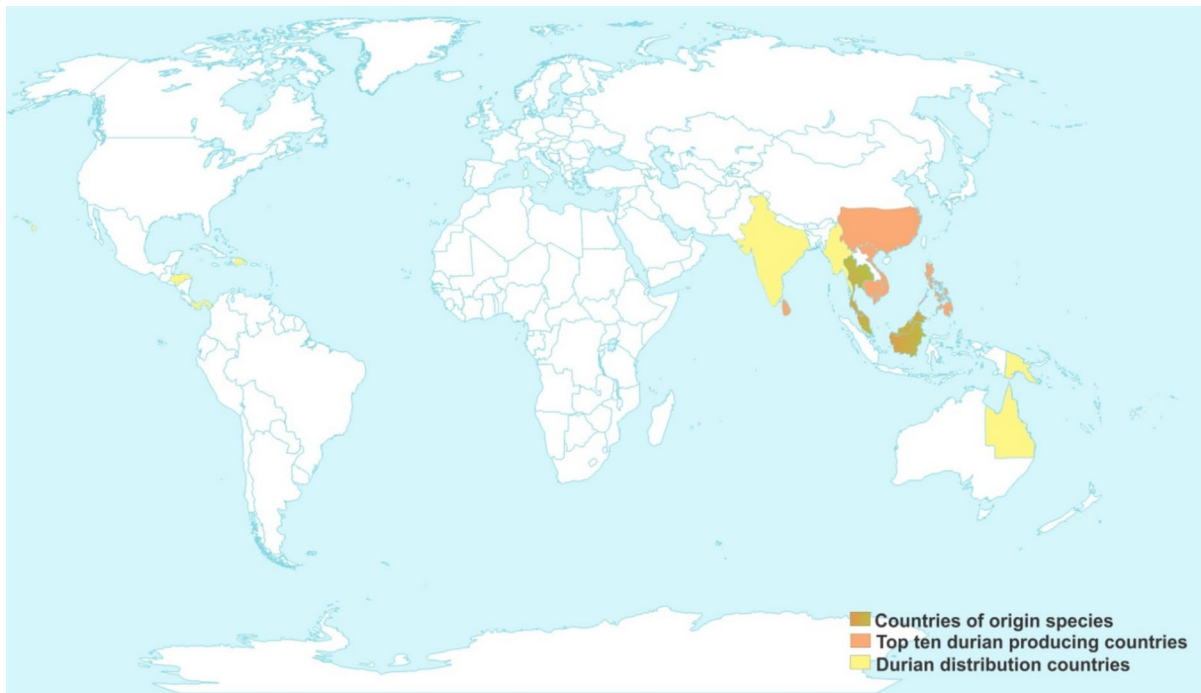 Countries of origin species
Top ten durian producing countries
Durian distribution countries